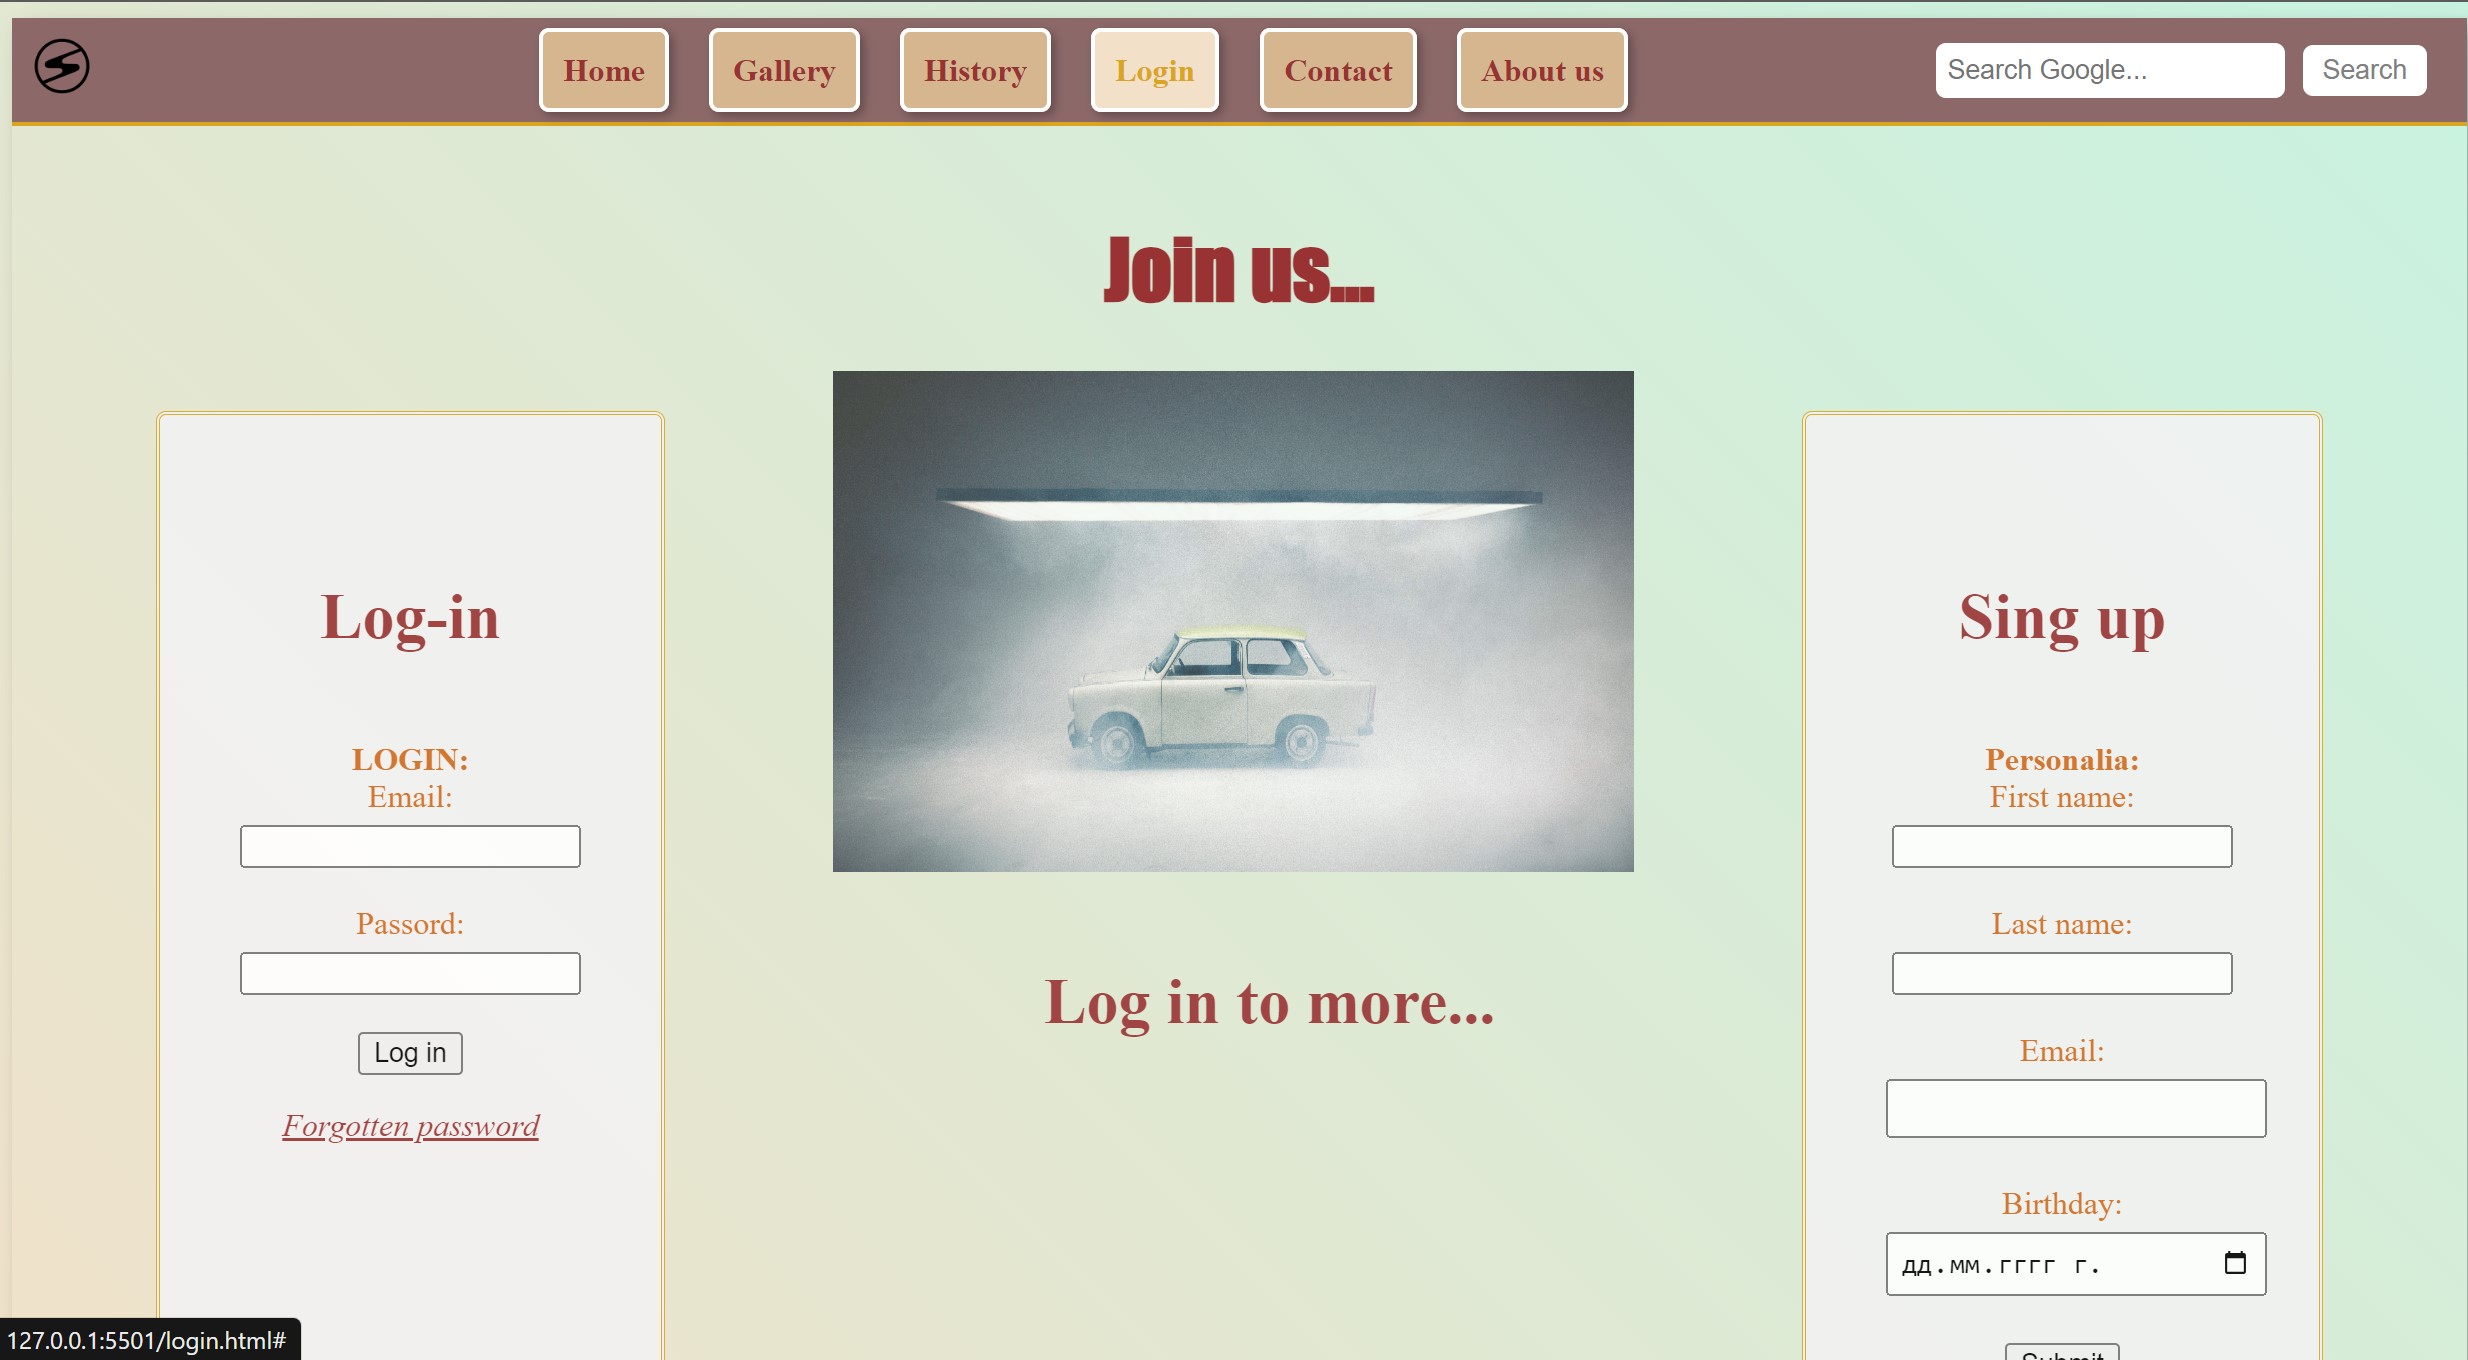 Home
Gallery
History
Login
Contact
About us
Search Google...
Search
Join us...
Log-in
LOGIN:
Email:
Passord:
Log in
Forgotten password
Log in to more...
Sing up
Personalia:
First name:
Last name:
Email:
Birthday:
дд.мм.гггг г.
Submit
127.0.0.1:5501/login.html#